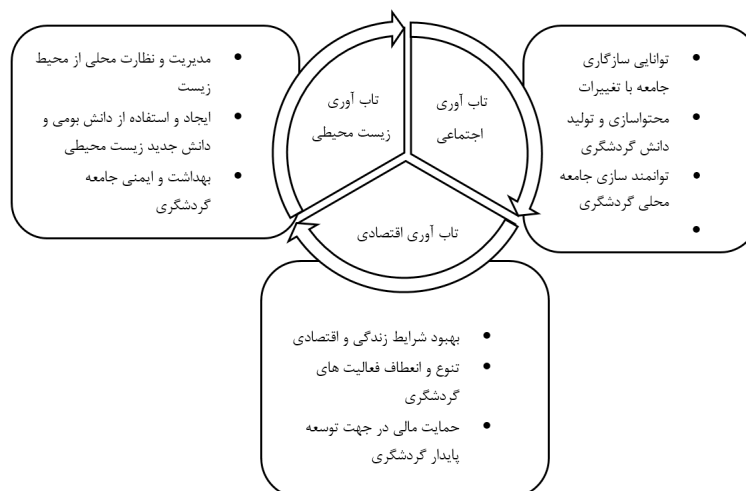 توانایی سازگاری
جامعه با تغییرات
محتواسازی و تولید
دانش گردشگری
توانمند سازی جامعه
محلی گردشگری
تاب آوری
اجتماعی
تاب آوری
زیست محیطی
مدیریت و نظارت محلی از محیط
زیست
ایجاد و استفاده از دانش بومی و
دانش جدید زیست محیطی
بهداشت و ایمنی جامعه
گردشگری
تاب آوری اقتصادی
بهبود شرایط زندگی و اقتصادی
تنوع و انعطاف فعالیت های
گردشگری
حمایت مالی در جهت توسعه
پایدار گردشگری